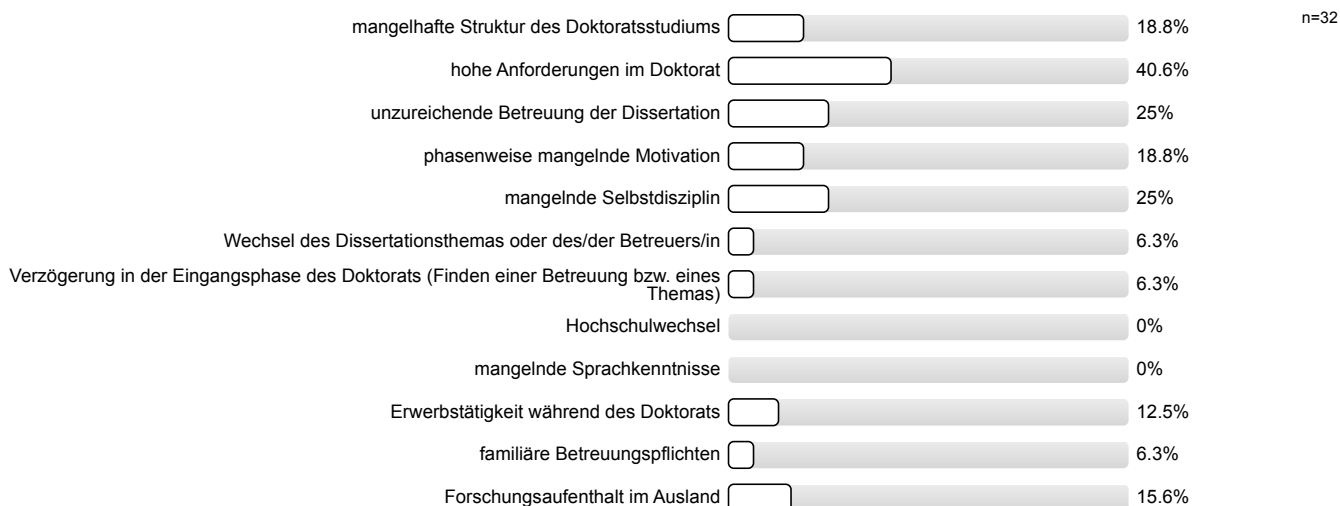 mangelhafte Struktur des Doktoratsstudiums 18.8% n=32
hohe Anforderungen im Doktorat 40.6%
unzureichende Betreuung der Dissertation 25%
phasenweise mangelnde Motivation 18.8%
mangelnde Selbstdisziplin 25%
Wechsel des Dissertationsthemas oder des/der Betreuers/in 6.3%
Verzögerung in der Eingangsphase des Doktorats (Finden einer Betreuung bzw. eines
Themas) 6.3%
Hochschulwechsel 0%
mangelnde Sprachkenntnisse 0%
Erwerbstätigkeit während des Doktorats 12.5%
familiäre Betreuungspflichten 6.3%
Forschungsaufenthalt im Ausland 15.6%